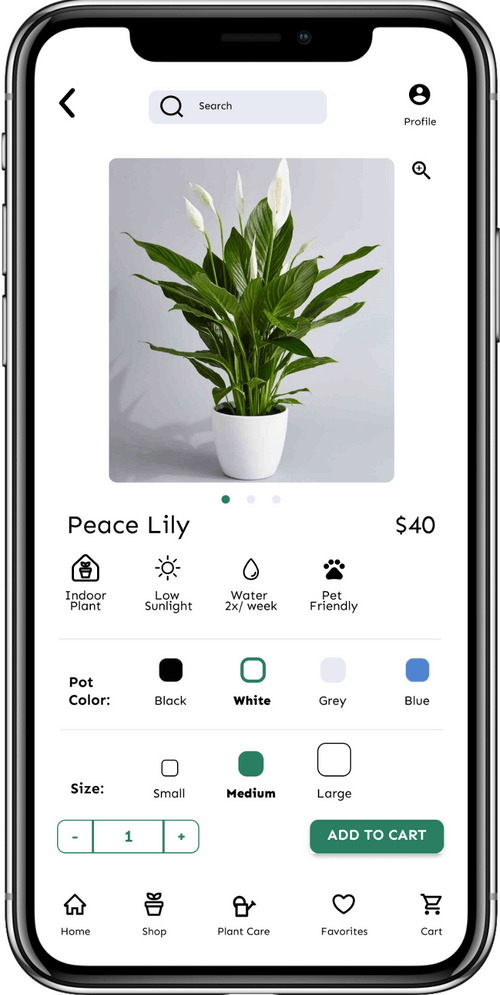 Search
Profile
Peace Lily
$40
Indoor
Plant
Low
Sunlight
Water
2x/ week
Pet
Friendly
Pot
Color:
Black
White
Grey
Blue
Size:
Small
Medium
Large
-
1
+
ADD TO CART
Home
Shop
Plant Care
Favorites
Cart